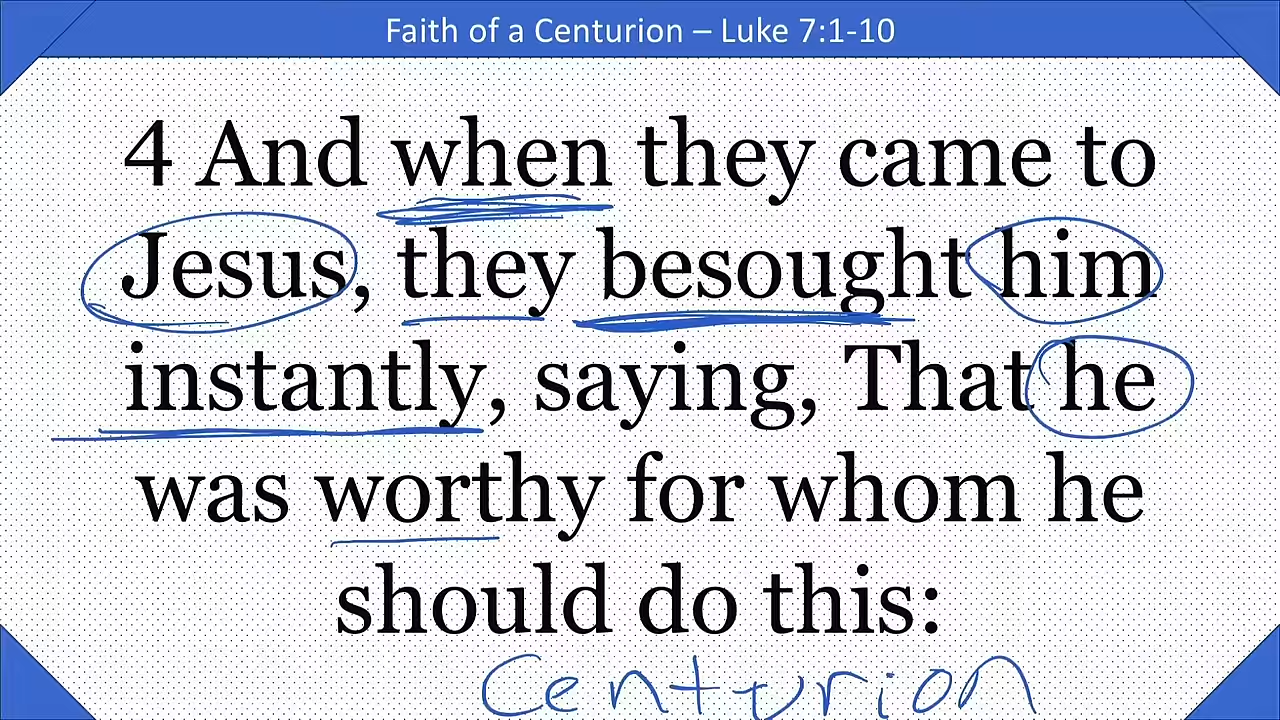 Faith of a Centurion – Luke 7:1-10
4 And when they came to
Jesus, they besought him
instantly, saying, That he
was worthy for whom he
should do this:
Centurion